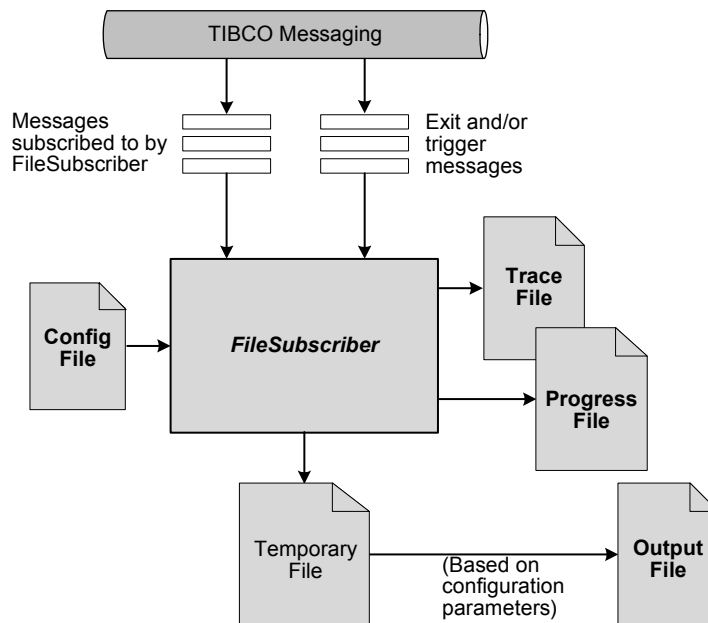 TIBCO Messaging
Messages
subscribed to by
FileSubscriber
Exit and/or
trigger
messages
Trace
File
Config
File
FileSubscriber
Progress
File
Temporary
File
(Based on
configuration
parameters)
Output
File